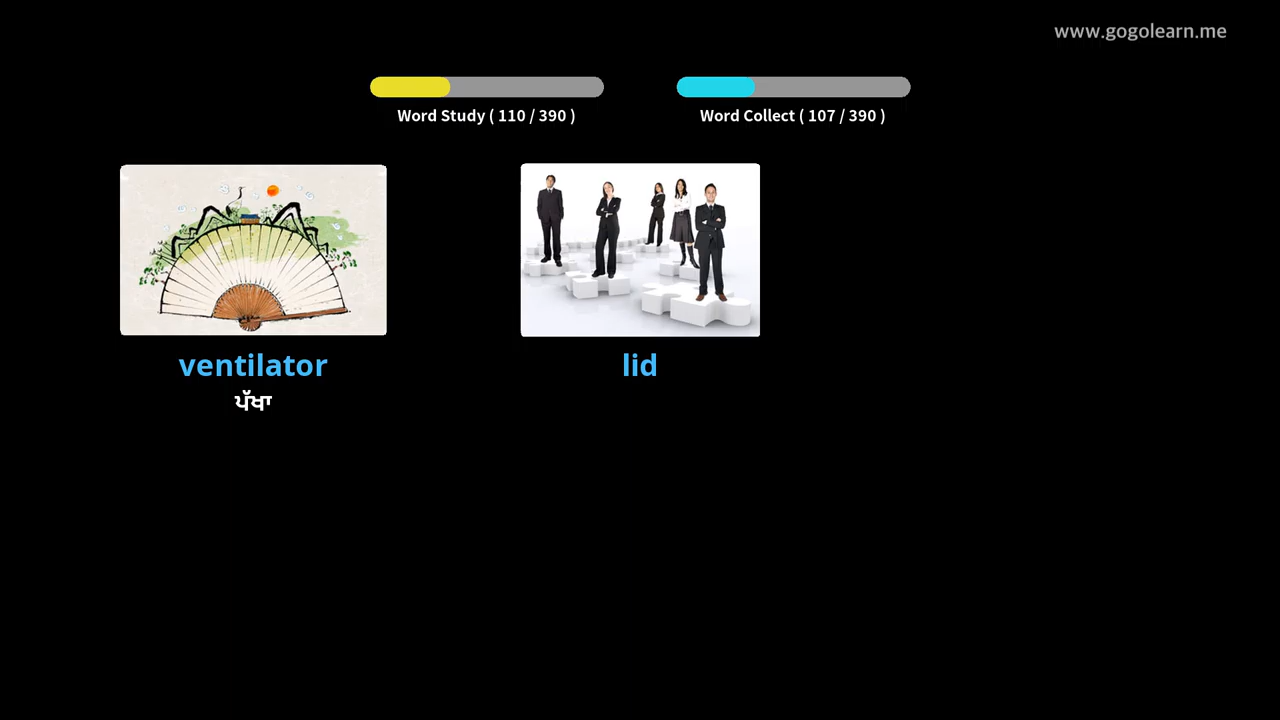 www.gogolearn.me
Word Study ( 110 / 390 )
Word Collect ( 107 / 390 )
ventilator
ਪੱਖਾ
lid